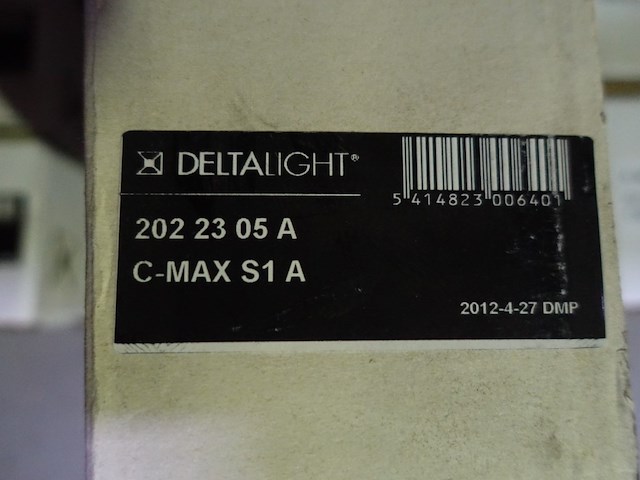 DELTALIGHT®
5 414823 006401
202 23 05 A
C-MAX S1 A
2012-4-27 DMP